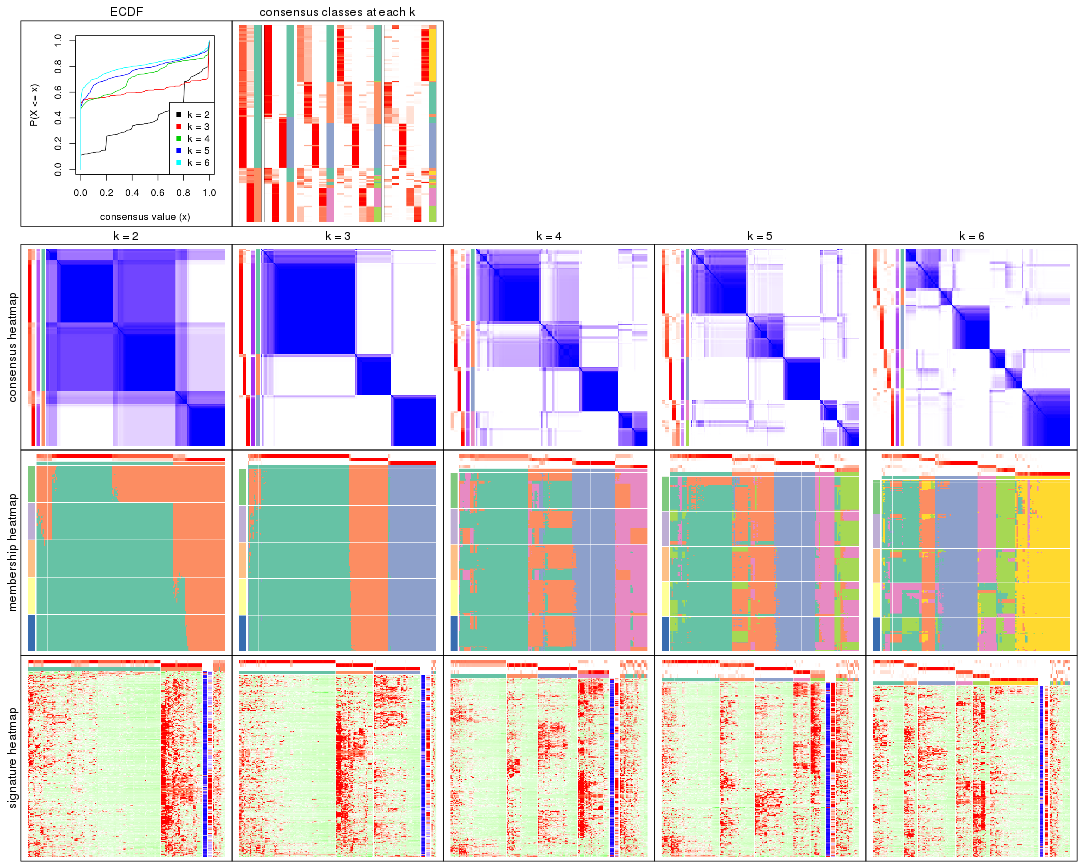 ECDF
consensus classes at each k
P(X <= x)
0.0
0.2
0.4
0.6
0.8
1.0
k = 2
k = 3
k = 4
k = 5
k = 6
0.0 0.2 0.4 0.6 0.8 1.0
consensus value (x)
k = 2
k = 3
k = 4
k = 5
k = 6
consensus heatmap
membership heatmap
signature heatmap